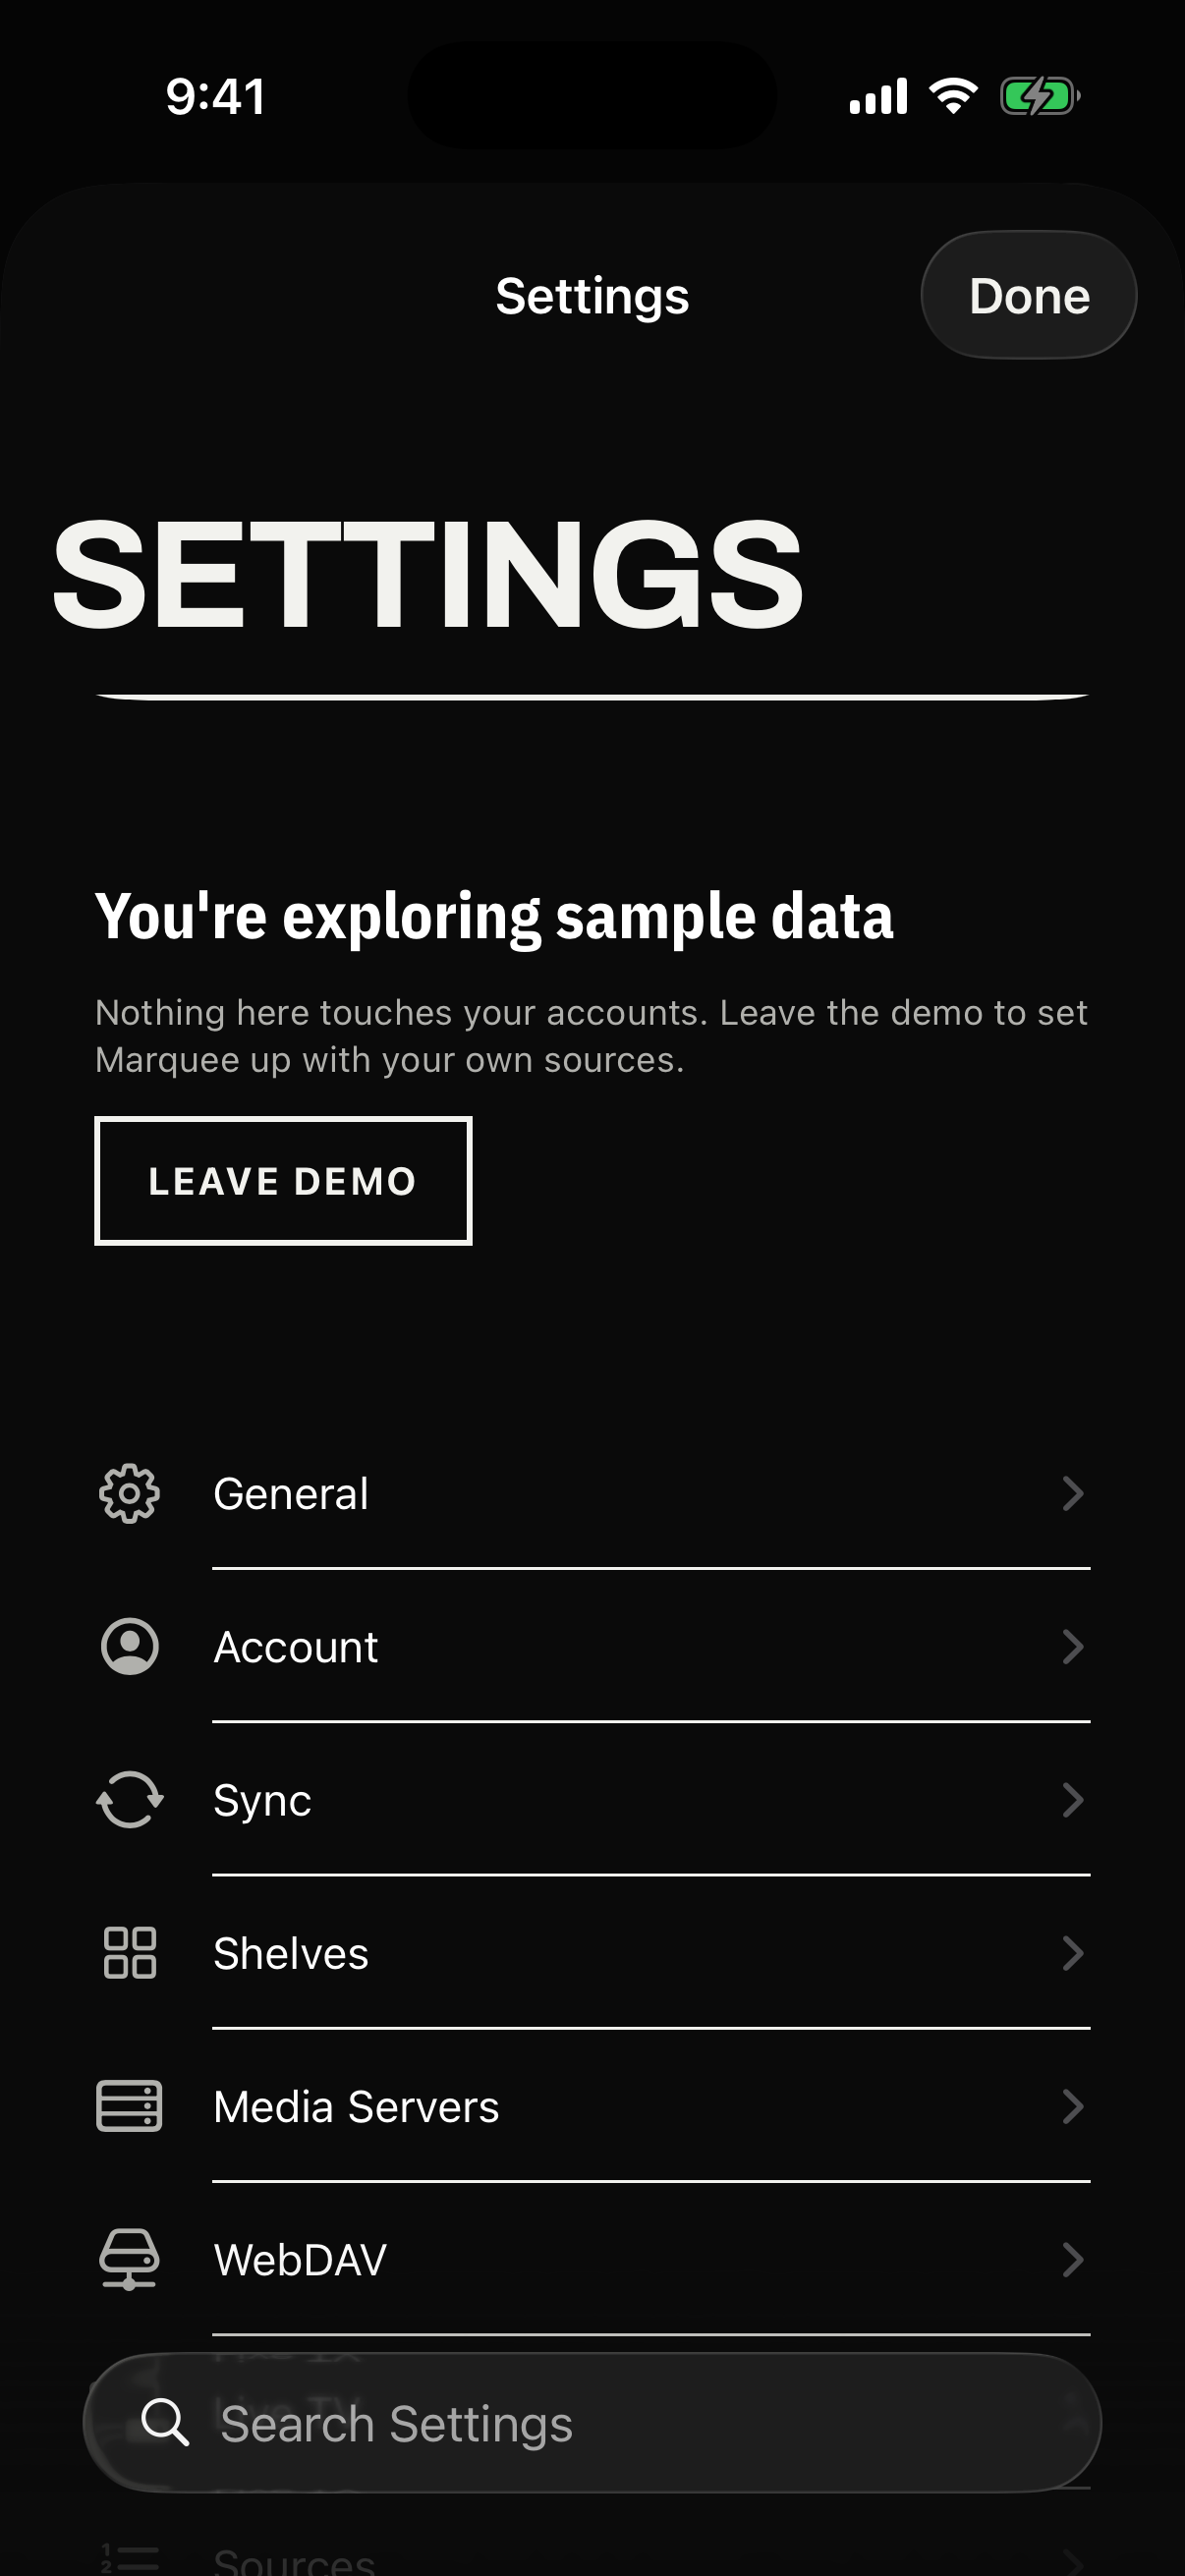 9:41
Settings
Done
SETTINGS
You're exploring sample data
Nothing here touches your accounts. Leave the demo to set
Marquee up with your own sources.
LEAVE DEMO
General
Account
Sync
Shelves
Media Servers
WebDAV
Live TV
Search Settings
Sources